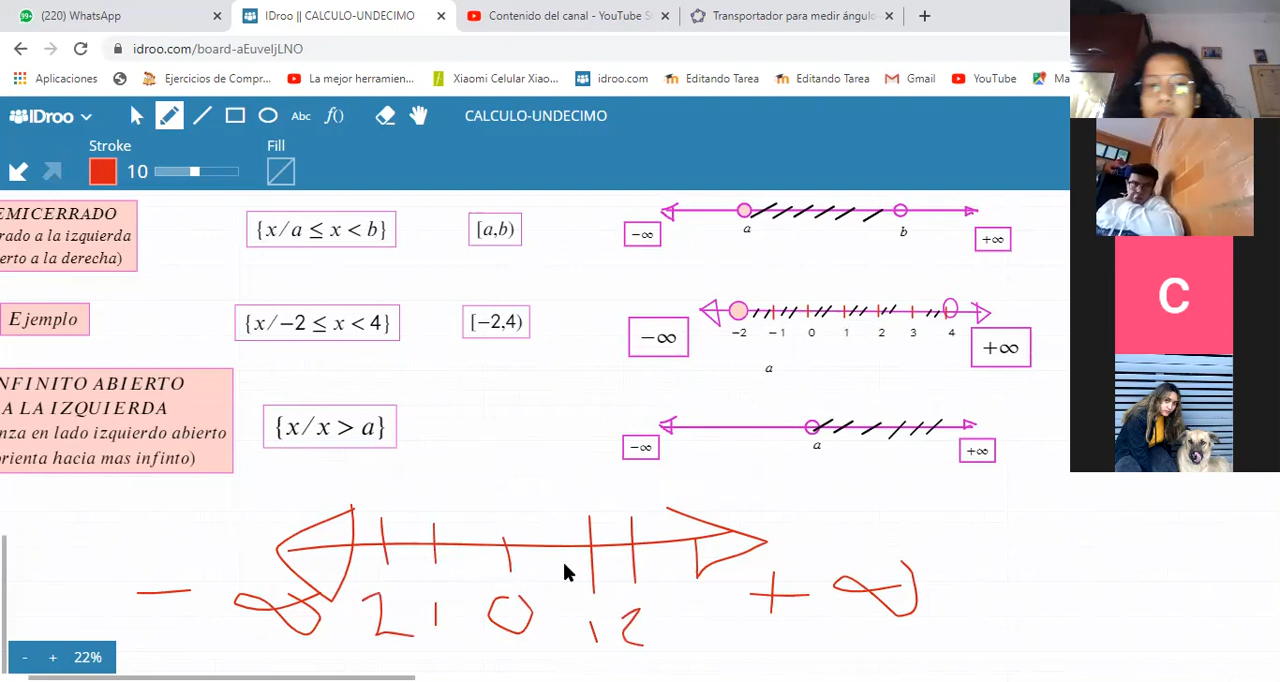 (220) WhatsApp
IDroo || CALCULO-UNDECIMO
Contenido del canal - YouTube S
Transportador para medir ángulo
idroo.com/board-aEuveIjLNO
Aplicaciones
Ejercicios de Compr...
La mejor herramien...
Xiaomi Celular Xiao...
idroo.com
Editando Tarea
Editando Tarea
Gmail
YouTube
Ma
IDroo
Abc
f()
CALCULO-UNDECIMO
Stroke
Fill
10
EMICERRADO
rado a la izquierda
erto a la derecha)
{x/a ≤ x < b}
[a,b)
−∞
a
b
+∞
Ejemplo
{x/−2 ≤ x < 4}
[−2,4)
−∞
−2 −1 0 1 2 3 4
+∞
a
NFINITO ABIERTO
A LA IZQUIERDA
nza en lado izquierdo abierto
orienta hacia mas infinto)
{x/x > a}
−∞
a
+∞
− ∞ 2 1 0 1 2 + ∞
- + 22%
C